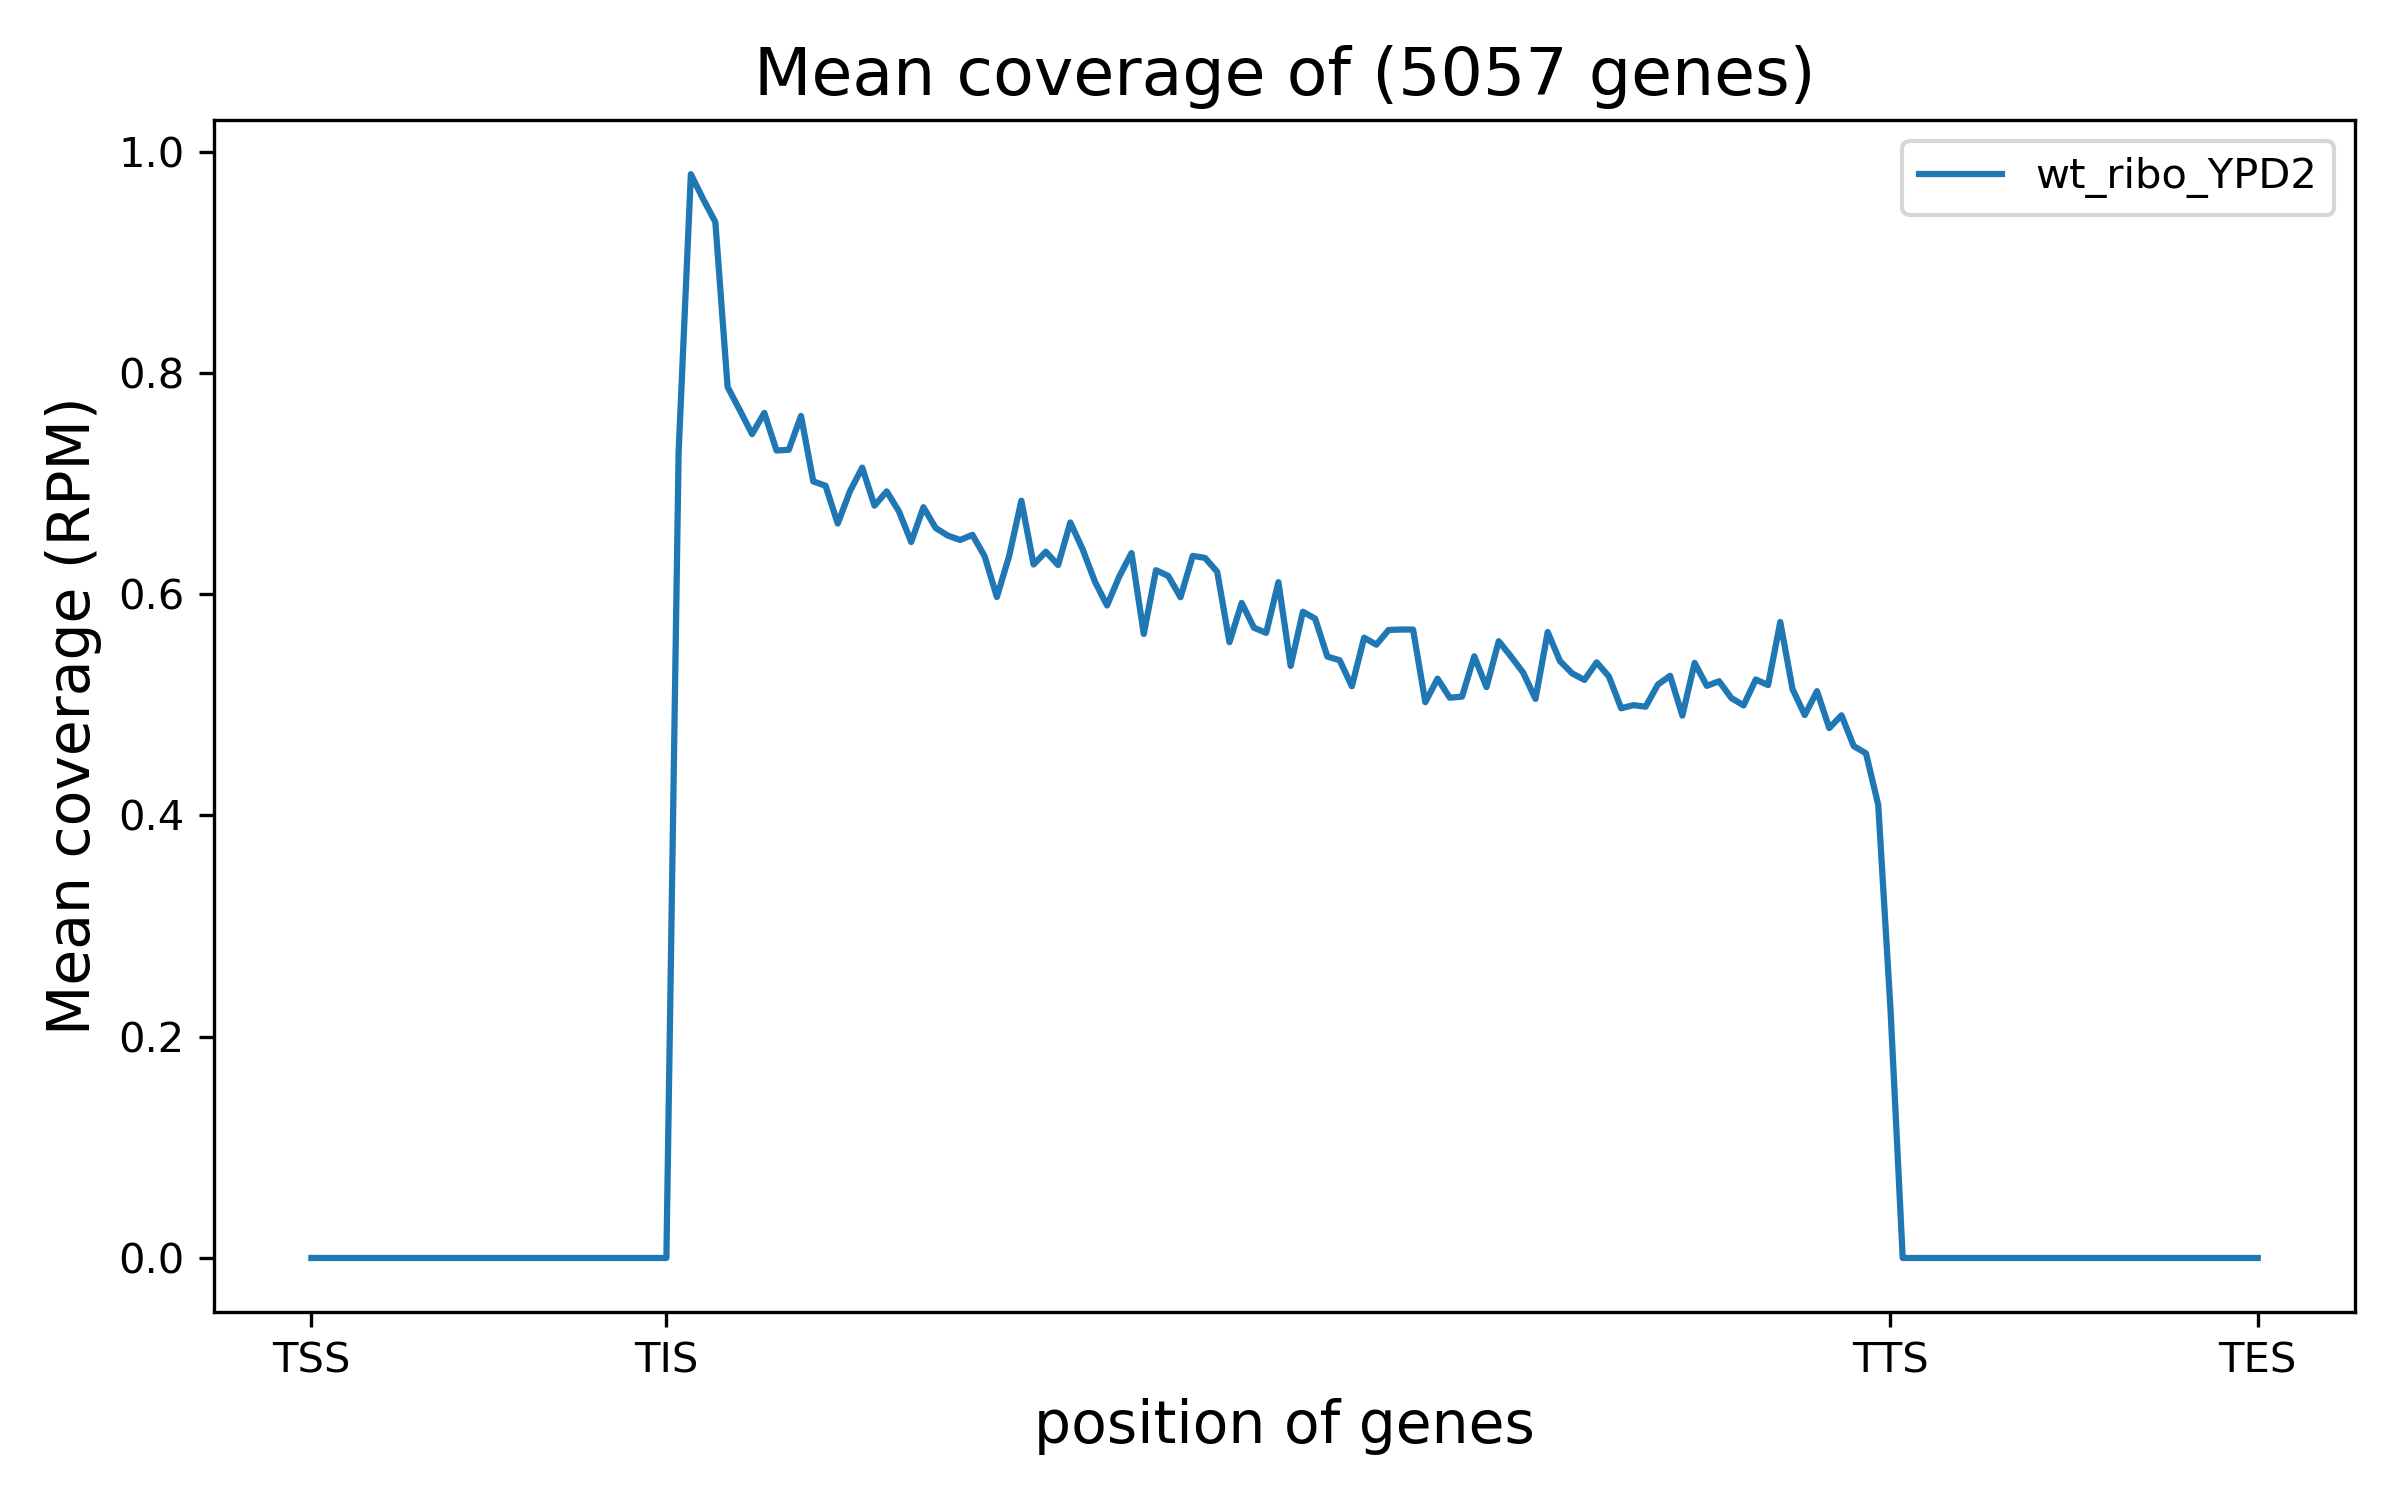 Mean coverage of (5057 genes)
wt_ribo_YPD2
Mean coverage (RPM)
1.0
0.8
0.6
0.4
0.2
0.0
TSS TIS TTS TES
position of genes